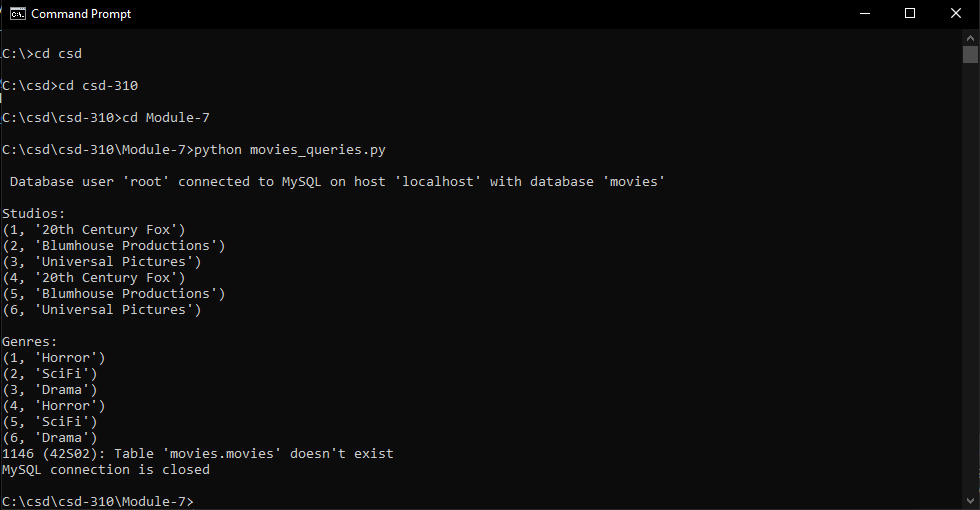 Command Prompt
C:\>cd csd
C:\csd>cd csd-310
C:\csd\csd-310>cd Module-7
C:\csd\csd-310\Module-7>python movies_queries.py
Database user 'root' connected to MySQL on host 'localhost' with database 'movies'
Studios:
(1, '20th Century Fox')
(2, 'Blumhouse Productions')
(3, 'Universal Pictures')
(4, '20th Century Fox')
(5, 'Blumhouse Productions')
(6, 'Universal Pictures')
Genres:
(1, 'Horror')
(2, 'SciFi')
(3, 'Drama')
(4, 'Horror')
(5, 'SciFi')
(6, 'Drama')
1146 (42S02): Table 'movies.movies' doesn't exist
MySQL connection is closed
C:\csd\csd-310\Module-7>